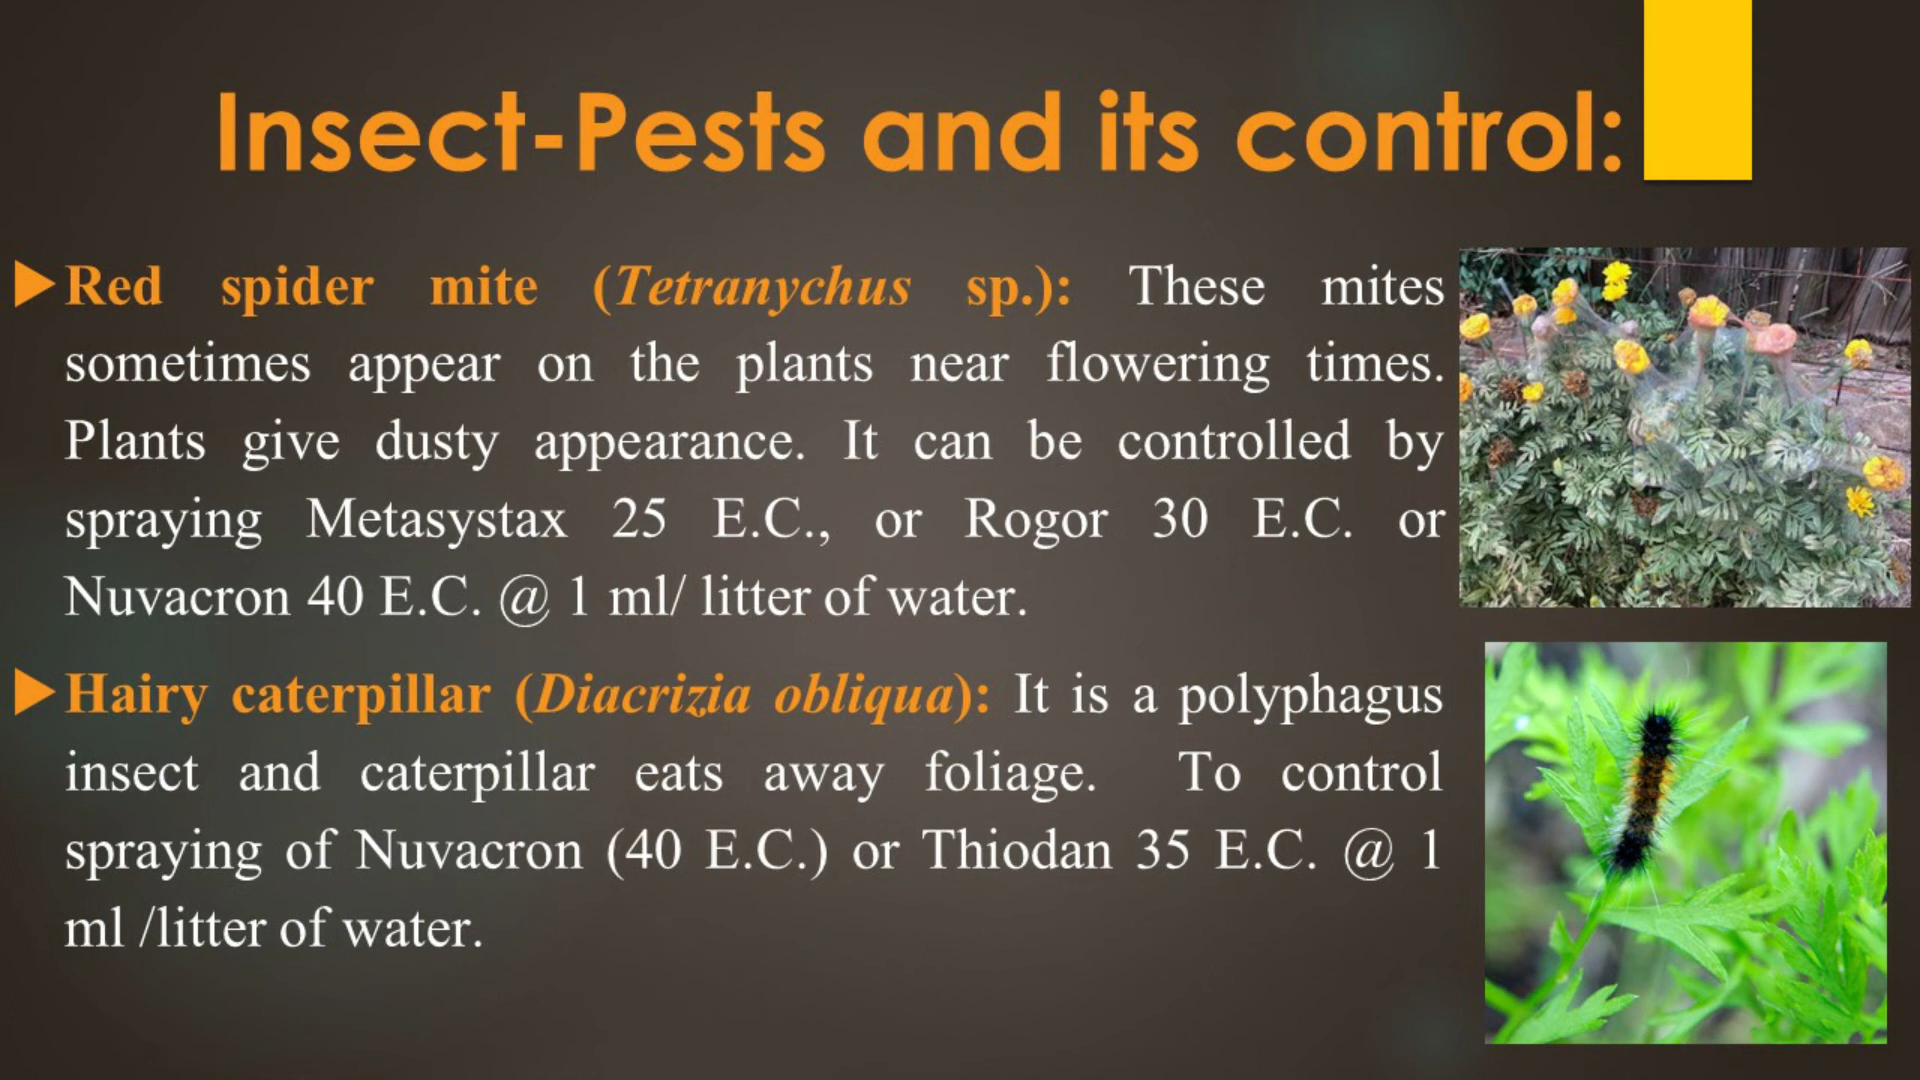 Insect-Pests and its control:
Red spider mite (Tetranychus sp.): These mites
sometimes appear on the plants near flowering times.
Plants give dusty appearance. It can be controlled by
spraying Metasystax 25 E.C., or Rogor 30 E.C. or
Nuvacron 40 E.C. @ 1 ml/ litter of water.
Hairy caterpillar (Diacrizia obliqua): It is a polyphagus
insect and caterpillar eats away foliage. To control
spraying of Nuvacron (40 E.C.) or Thiodan 35 E.C. @ 1
ml /litter of water.